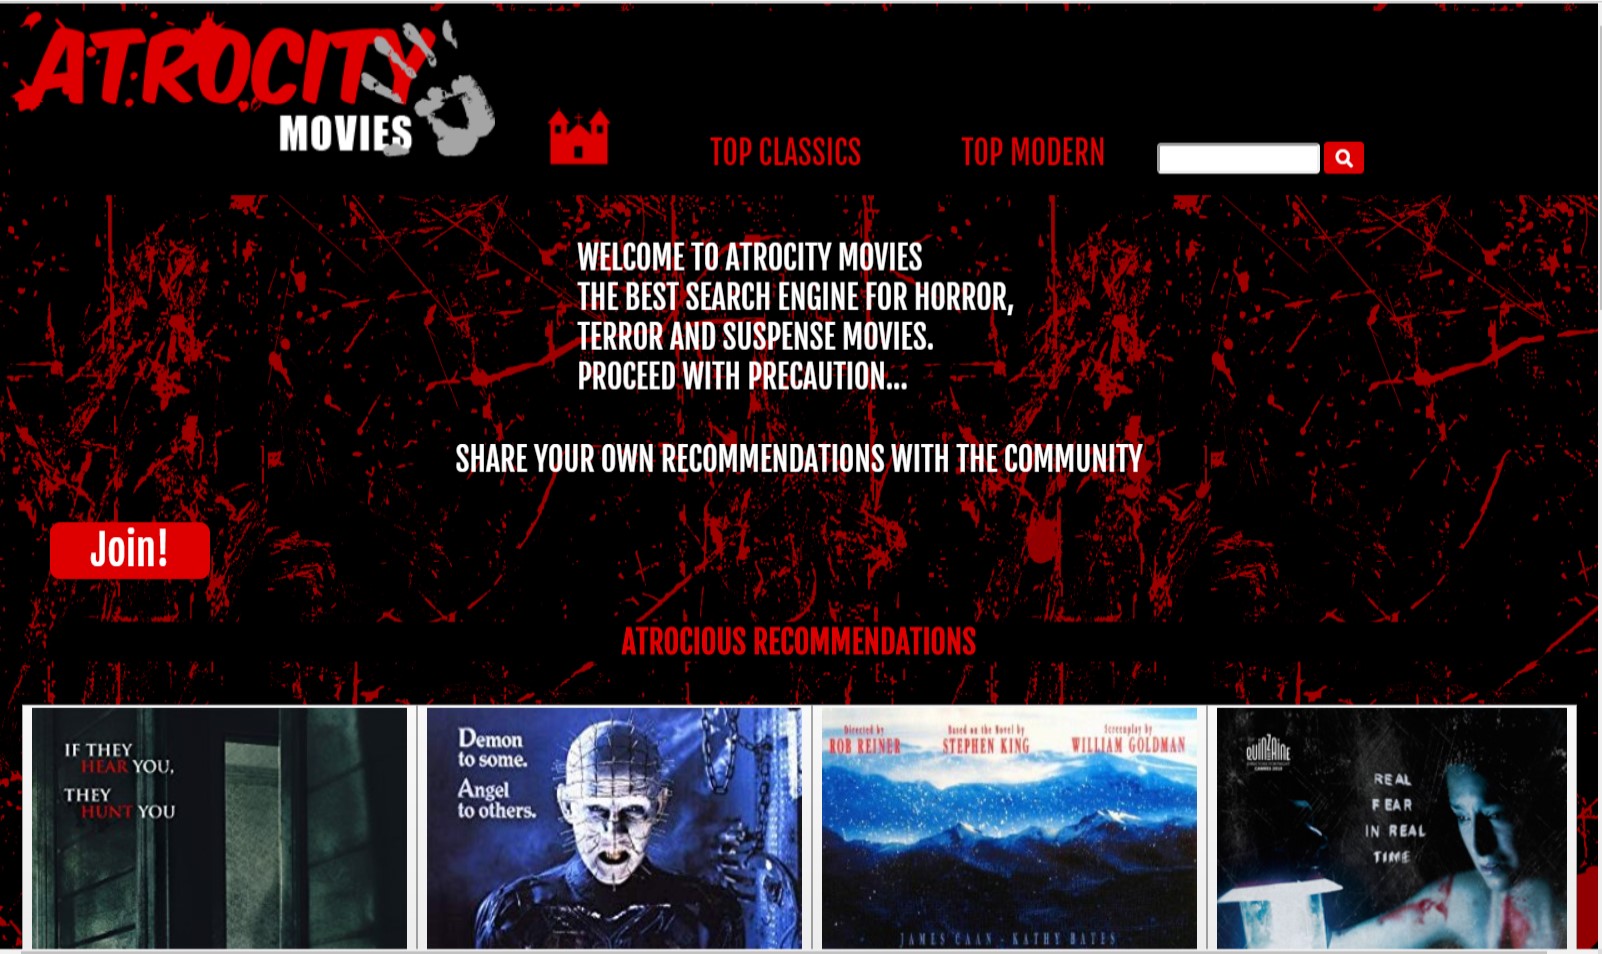 ATROCITY
MOVIES
TOP CLASSICS
TOP MODERN
WELCOME TO ATROCITY MOVIES
THE BEST SEARCH ENGINE FOR HORROR,
TERROR AND SUSPENSE MOVIES.
PROCEED WITH PRECAUTION...
SHARE YOUR OWN RECOMMENDATIONS WITH THE COMMUNITY
Join!
ATROCIOUS RECOMMENDATIONS
IF THEY
HEAR YOU,
THEY
HUNT YOU
Demon
to some.
Angel
to others.
Directed by
ROB REINER
Based on the Novel by
STEPHEN KING
Screenplay by
WILLIAM GOLDMAN
JAMES CAAN · KATHY BATES
QUINZAINE
REAL
FEAR
IN REAL
TIME